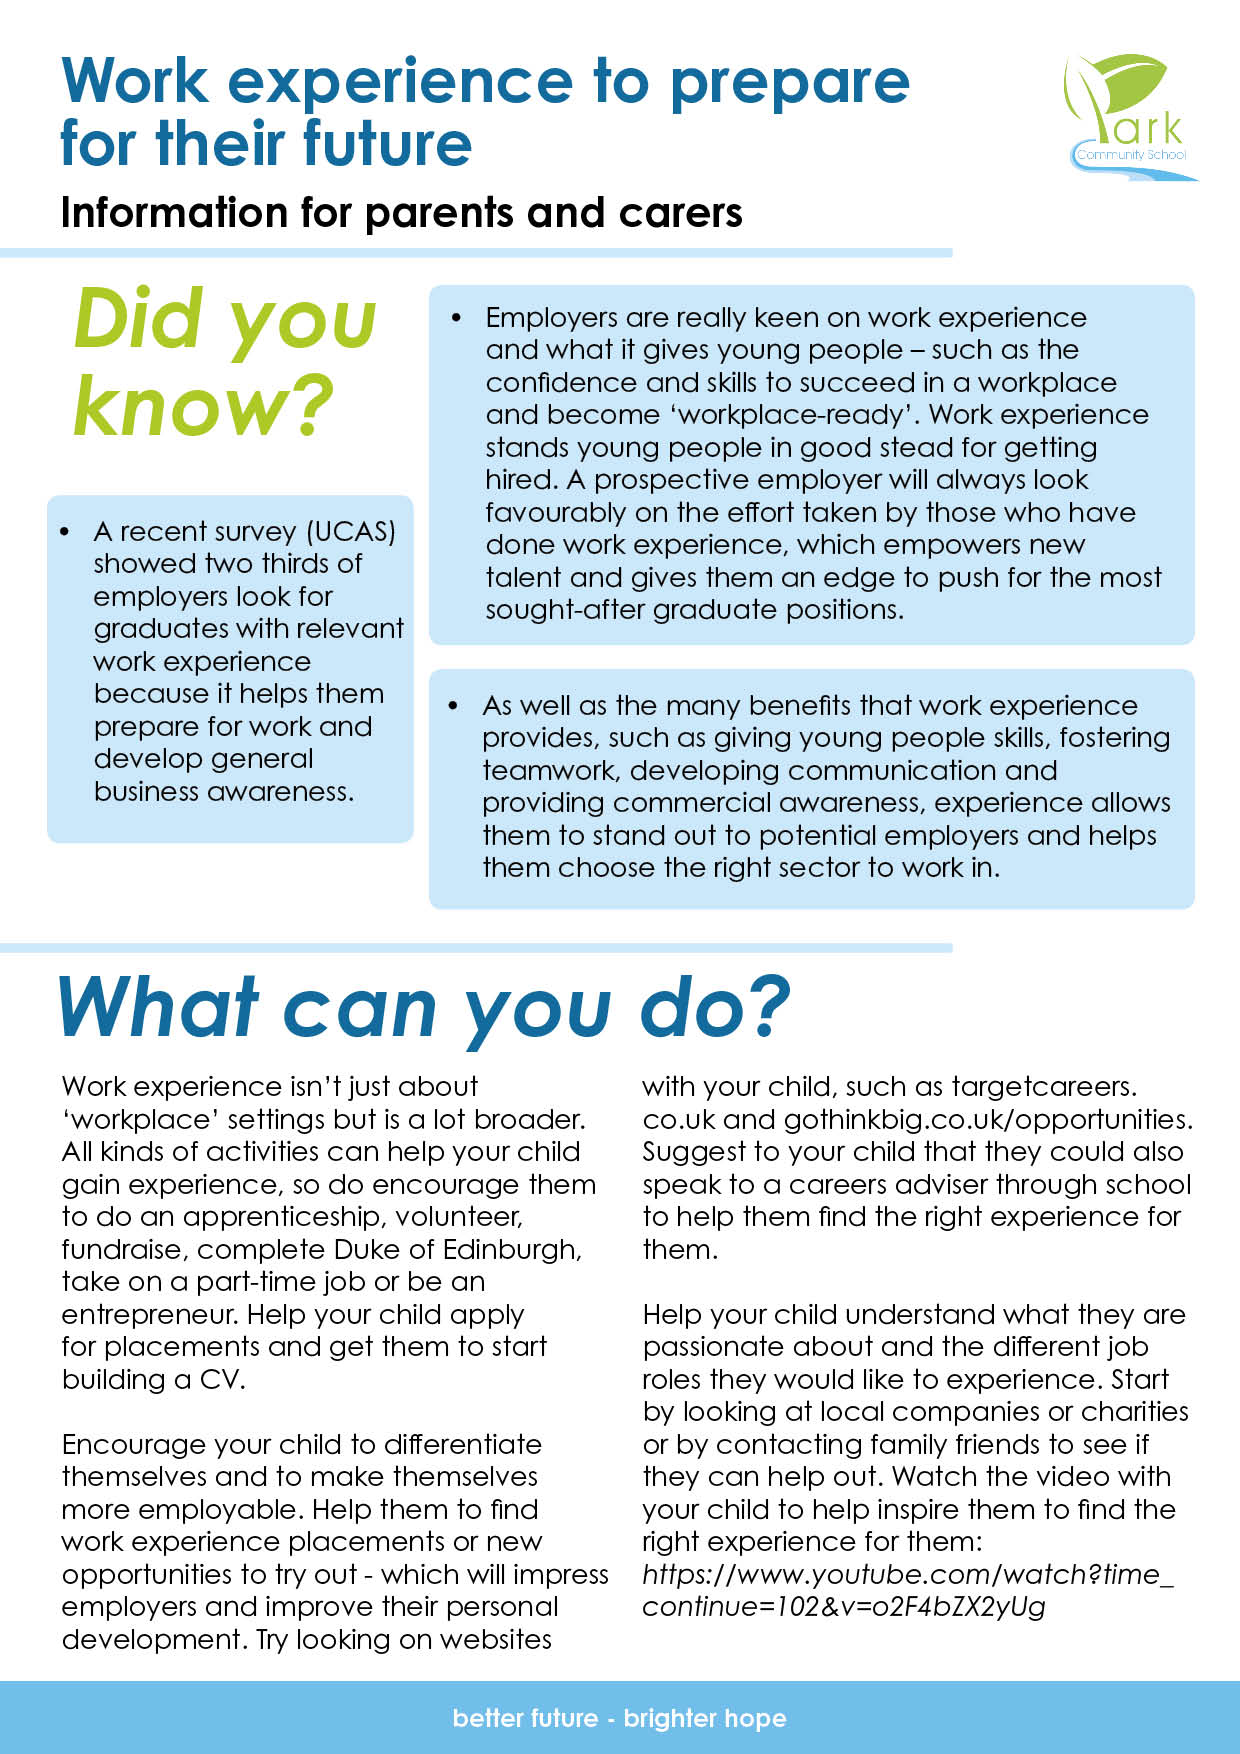 Work experience to prepare
for their future
Information for parents and carers
Park
Community School
Did you
know?
• A recent survey (UCAS)
showed two thirds of
employers look for
graduates with relevant
work experience
because it helps them
prepare for work and
develop general
business awareness.
• Employers are really keen on work experience
and what it gives young people – such as the
confidence and skills to succeed in a workplace
and become ‘workplace-ready’. Work experience
stands young people in good stead for getting
hired. A prospective employer will always look
favourably on the effort taken by those who have
done work experience, which empowers new
talent and gives them an edge to push for the most
sought-after graduate positions.
• As well as the many benefits that work experience
provides, such as giving young people skills, fostering
teamwork, developing communication and
providing commercial awareness, experience allows
them to stand out to potential employers and helps
them choose the right sector to work in.
What can you do?
Work experience isn’t just about
‘workplace’ settings but is a lot broader.
All kinds of activities can help your child
gain experience, so do encourage them
to do an apprenticeship, volunteer,
fundraise, complete Duke of Edinburgh,
take on a part-time job or be an
entrepreneur. Help your child apply
for placements and get them to start
building a CV.
Encourage your child to differentiate
themselves and to make themselves
more employable. Help them to find
work experience placements or new
opportunities to try out - which will impress
employers and improve their personal
development. Try looking on websites
with your child, such as targetcareers.
co.uk and gothinkbig.co.uk/opportunities.
Suggest to your child that they could also
speak to a careers adviser through school
to help them find the right experience for
them.
Help your child understand what they are
passionate about and the different job
roles they would like to experience. Start
by looking at local companies or charities
or by contacting family friends to see if
they can help out. Watch the video with
your child to help inspire them to find the
right experience for them:
https://www.youtube.com/watch?time_
continue=102&v=o2F4bZX2yUg
better future - brighter hope